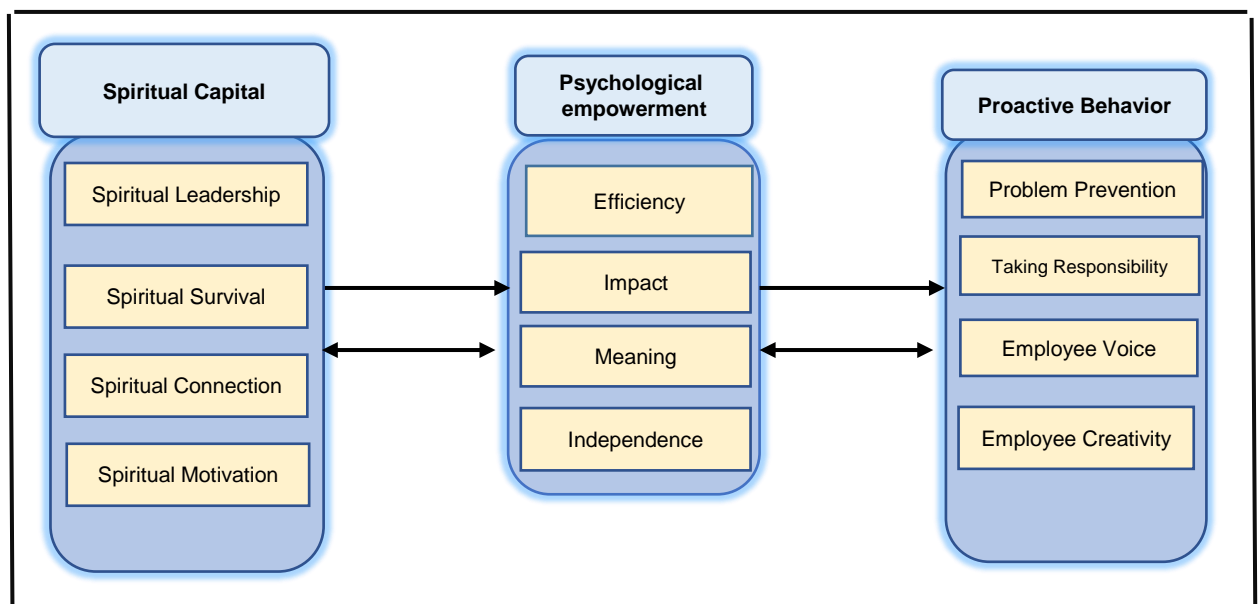 Spiritual Capital
Spiritual Leadership
Spiritual Survival
Spiritual Connection
Spiritual Motivation
Psychological
empowerment
Efficiency
Impact
Meaning
Independence
Proactive Behavior
Problem Prevention
Taking Responsibility
Employee Voice
Employee Creativity